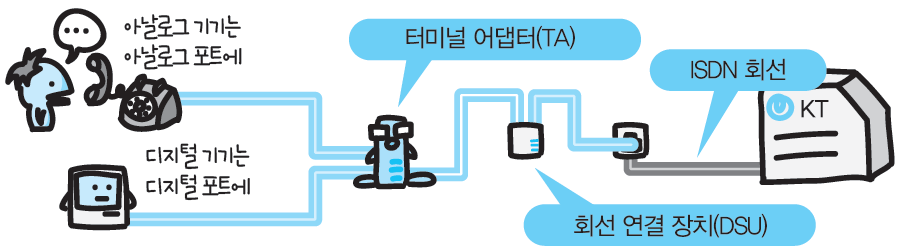 아날로그 기기는
아날로그 포트에
터미널 어댑터(TA)
ISDN 회선
KT
디지털 기기는
디지털 포트에
회선 연결 장치(DSU)